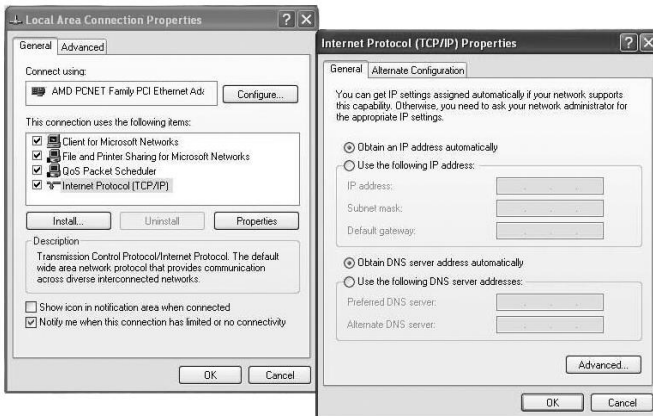 Local Area Connection Properties
General Advanced
Connect using:
AMD PCNET Family PCI Ethernet Ada
Configure...
This connection uses the following items:
Client for Microsoft Networks
File and Printer Sharing for Microsoft Networks
QoS Packet Scheduler
Internet Protocol (TCP/IP)
Install... Uninstall Properties
Description
Transmission Control Protocol/Internet Protocol. The default
wide area network protocol that provides communication
across diverse interconnected networks.
Show icon in notification area when connected
Notify me when this connection has limited or no connectivity
OK Cancel
Internet Protocol (TCP/IP) Properties
General Alternate Configuration
You can get IP settings assigned automatically if your network supports
this capability. Otherwise, you need to ask your network administrator for
the appropriate IP settings.
Obtain an IP address automatically
Use the following IP address:
IP address:
Subnet mask:
Default gateway:
Obtain DNS server address automatically
Use the following DNS server addresses:
Preferred DNS server:
Alternate DNS server:
Advanced...
OK Cancel